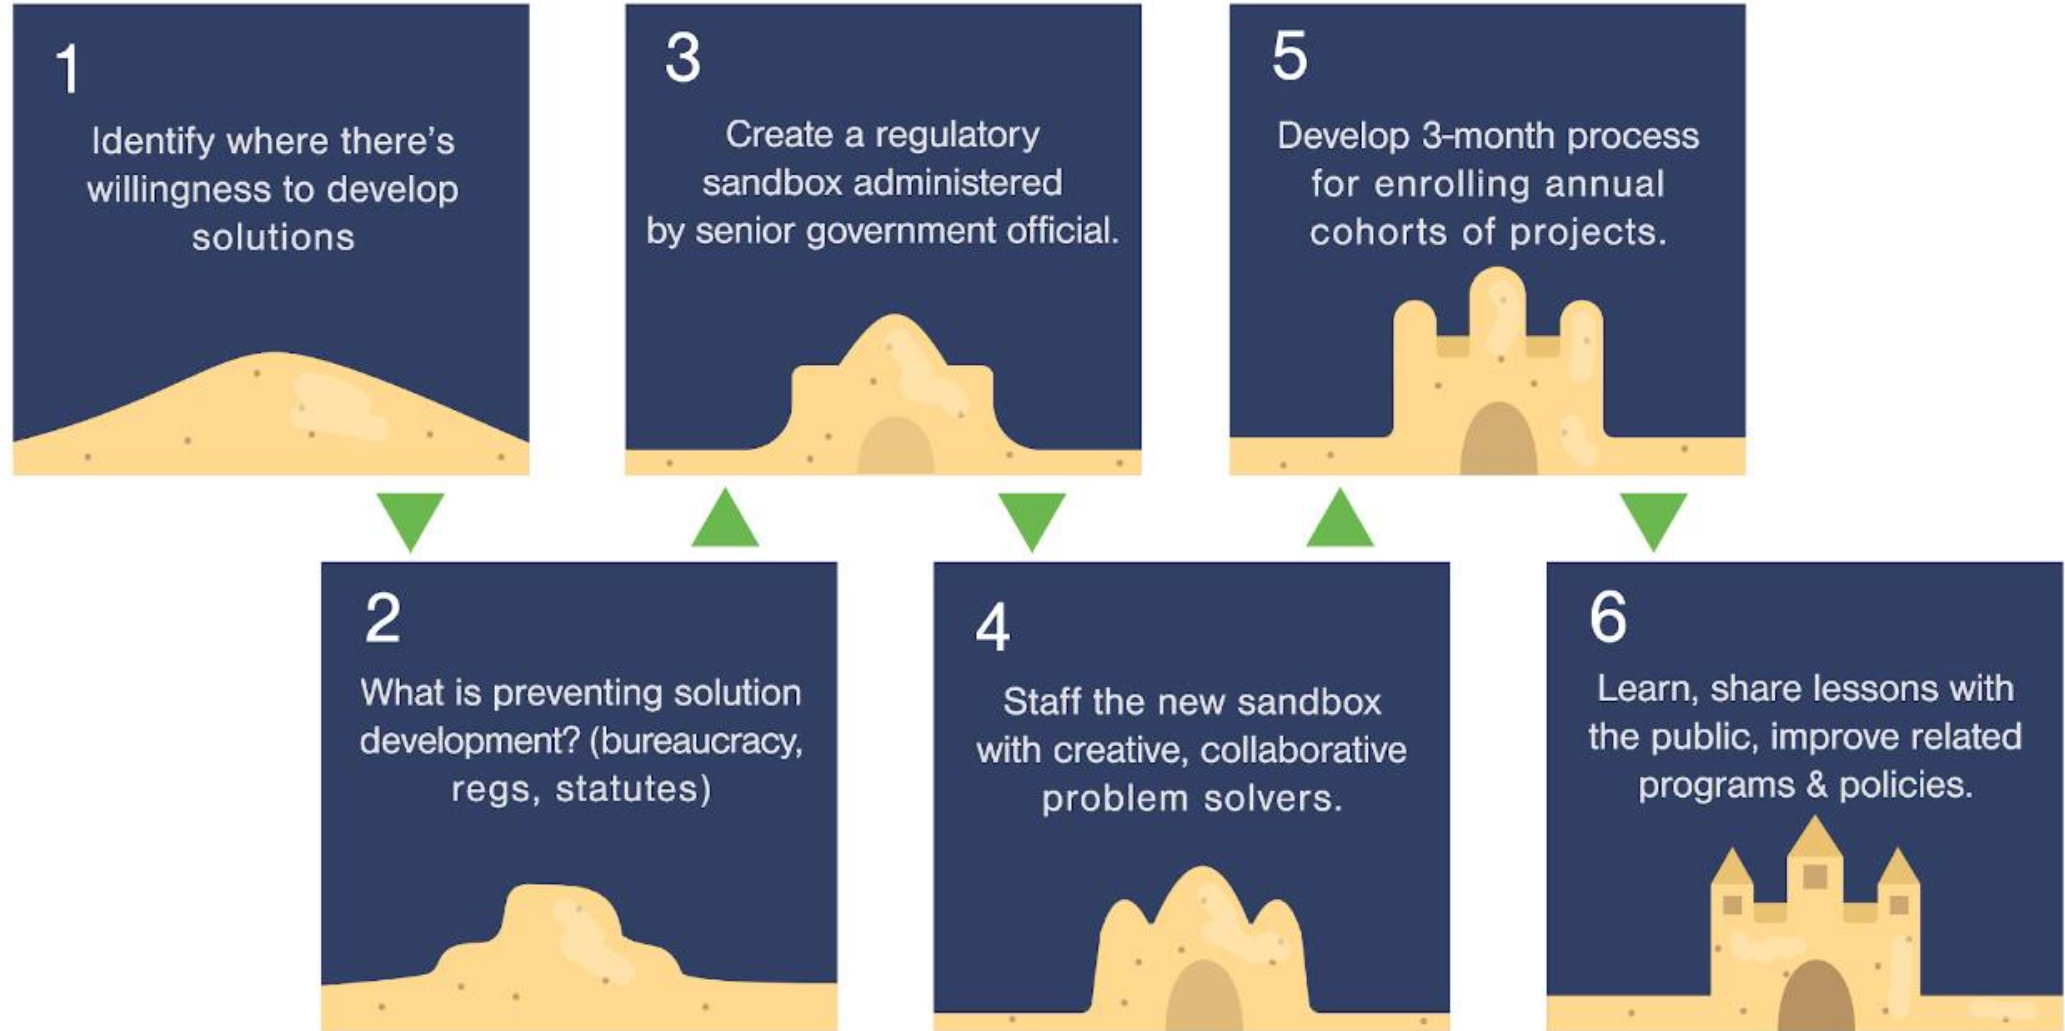 1
Identify where there's
willingness to develop
solutions
2
What is preventing solution
development? (bureaucracy,
regs, statutes)
3
Create a regulatory
sandbox administered
by senior government official.
4
Staff the new sandbox
with creative, collaborative
problem solvers.
5
Develop 3-month process
for enrolling annual
cohorts of projects.
6
Learn, share lessons with
the public, improve related
programs & policies.